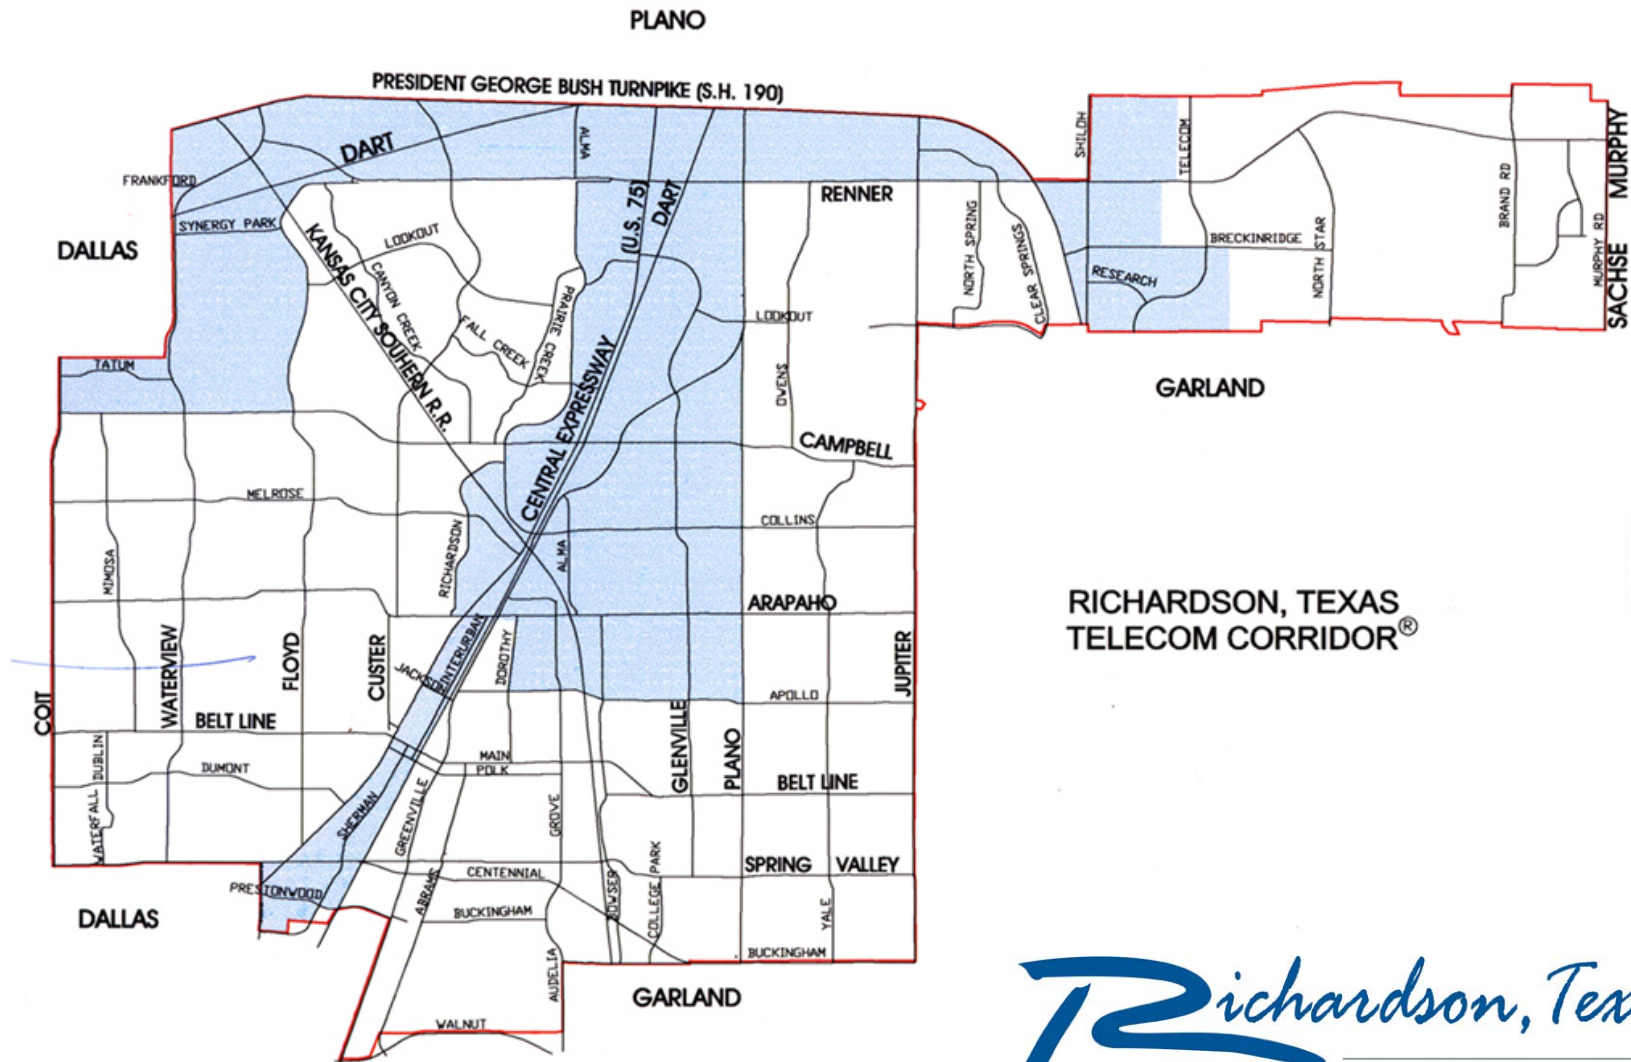 PLANO
PRESIDENT GEORGE BUSH TURNPIKE (S.H. 190)
DART
ALMA
SHILOH
TELECOM
MURPHY
FRANKFORD
RENNER
(U.S. 75)
DART
BRAND RD
SYNERGY PARK
LOOKOUT
NORTH SPRING
BRECKINRIDGE
NORTH STAR
MURPHY RD
DALLAS
KANSAS CITY SOUHERN R.R.
CANYON CREEK
CLEAR SPRINGS
RESEARCH
SACHSE
PRAIRIE CREEK
FALL CREEK
LOOKOUT
TATUM
CENTRAL EXPRESSWAY
OWENS
GARLAND
CAMPBELL
MELROSE
COLLINS
MIMOSA
RICHARDSON
ALMA
ARAPAHO
RICHARDSON, TEXAS
TELECOM CORRIDOR®
WATERVIEW
FLOYD
CUSTER
JACKSON
INTERURBAN
DOROTHY
JUPITER
COIT
BELT LINE
APOLLO
GLENVILLE
PLANO
WATERFALL
DUBLIN
DUMONT
MAIN
POLK
BELT LINE
SHERMAN
GREENVILLE
GROVE
SPRING VALLEY
PRESTONWOOD
ABRAMS
CENTENNIAL
BOWSER
COLLEGE PARK
YALE
DALLAS
BUCKINGHAM
BUCKINGHAM
AUDELIA
GARLAND
WALNUT
Richardson, Tex